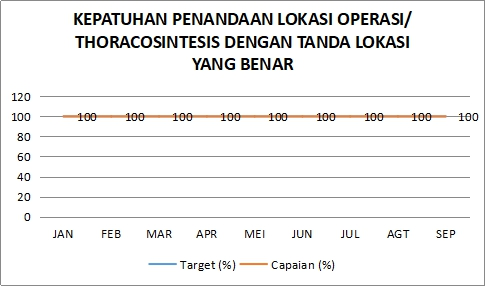 KEPATUHAN PENANDAAN LOKASI OPERASI/
THORACOSINTESIS DENGAN TANDA LOKASI
YANG BENAR
120
100
80
60
40
20
0
100 100 100 100 100 100 100 100 100
JAN FEB MAR APR MEI JUN JUL AGT SEP
Target (%) Capaian (%)